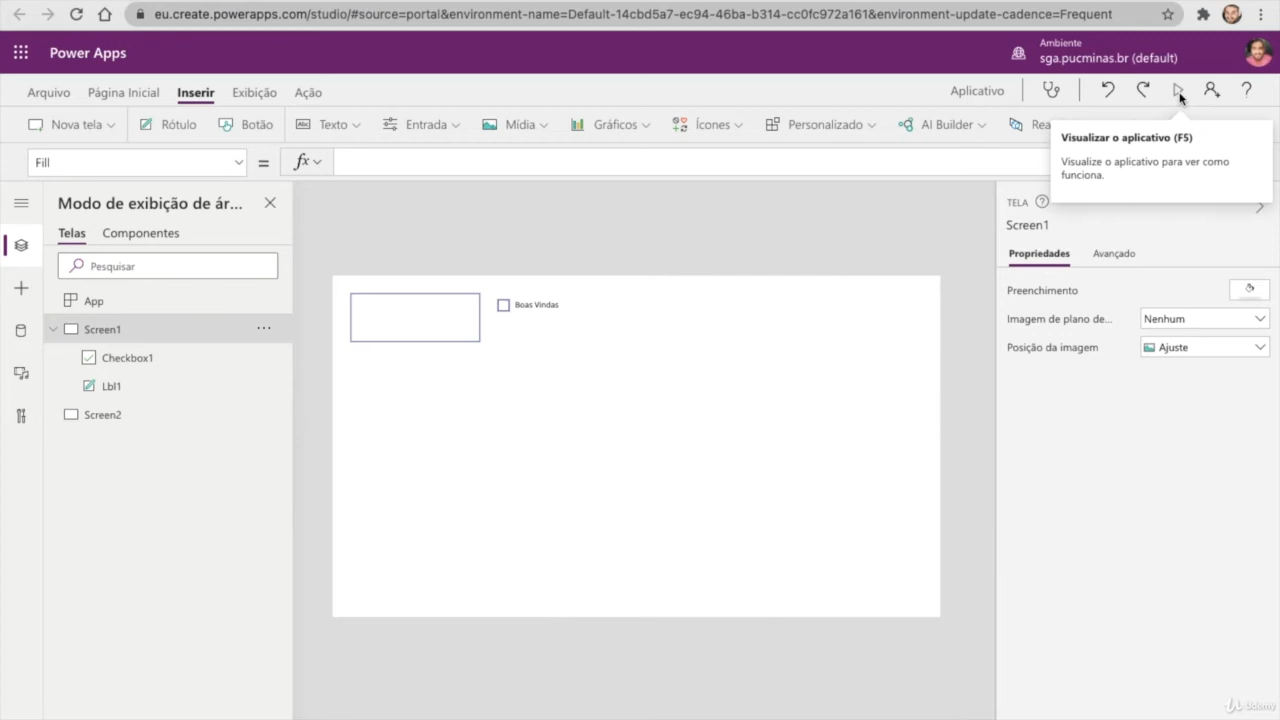 eu.create.powerapps.com/studio/#source=portal&environment-name=Default-14cbd5a7-ec94-46ba-b314-cc0fc972a161&environment-update-cadence=Frequent
Power Apps
Ambiente
sga.pucminas.br (default)
Arquivo Página Inicial Inserir Exibição Ação Aplicativo
Nova tela Rótulo Botão Texto Entrada Mídia Gráficos Ícones Personalizado AI Builder Rea
Visualizar o aplicativo (F5)
Visualize o aplicativo para ver como
funciona.
Fill = fx
Modo de exibição de ár...
Telas Componentes
Pesquisar
App
Screen1 ...
Checkbox1
Lbl1
Screen2
Boas Vindas
TELA
Screen1
Propriedades Avançado
Preenchimento
Imagem de plano de... Nenhum
Posição da imagem Ajuste
Udemy